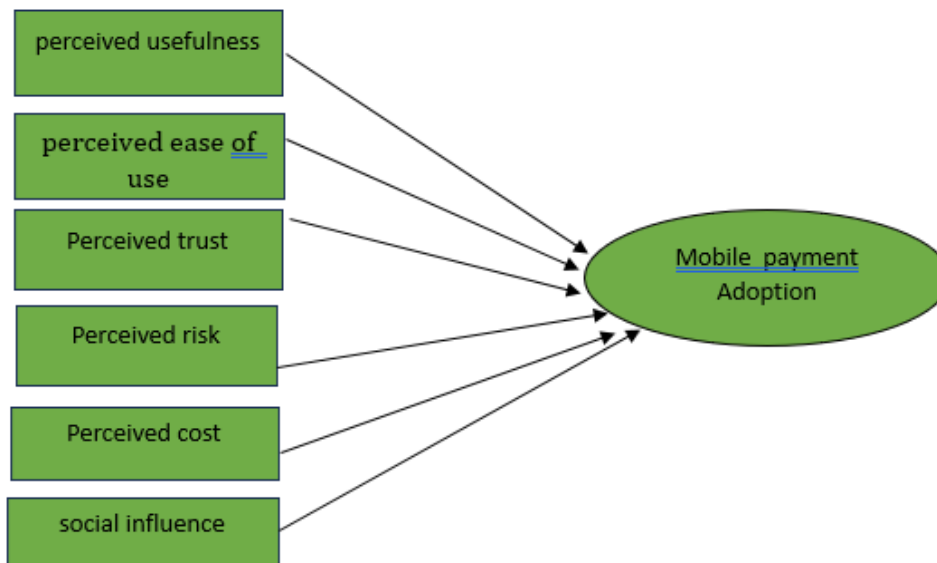 perceived usefulness
perceived ease of
use
Perceived trust
Perceived risk
Perceived cost
social influence
Mobile payment
Adoption